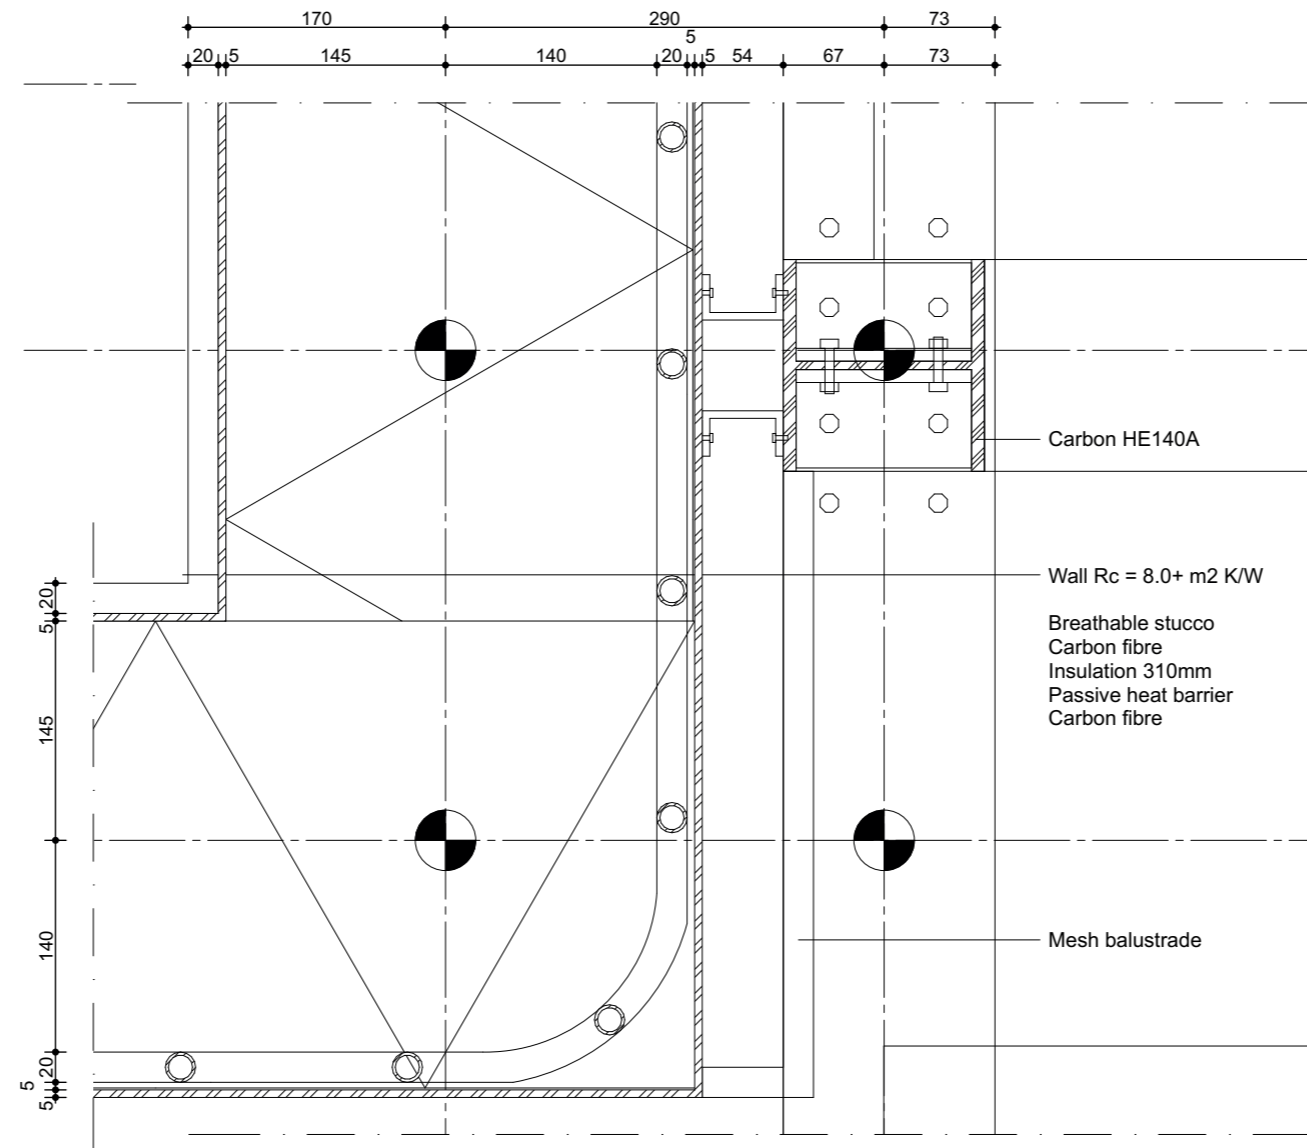 170 290 73
5
20 5 145 140 20 5 54 67 73
Carbon HE140A
Wall Rc = 8.0+ m2 K/W
Breathable stucco
Carbon fibre
Insulation 310mm
Passive heat barrier
Carbon fibre
Mesh balustrade
20
5
145
140
20
5
5